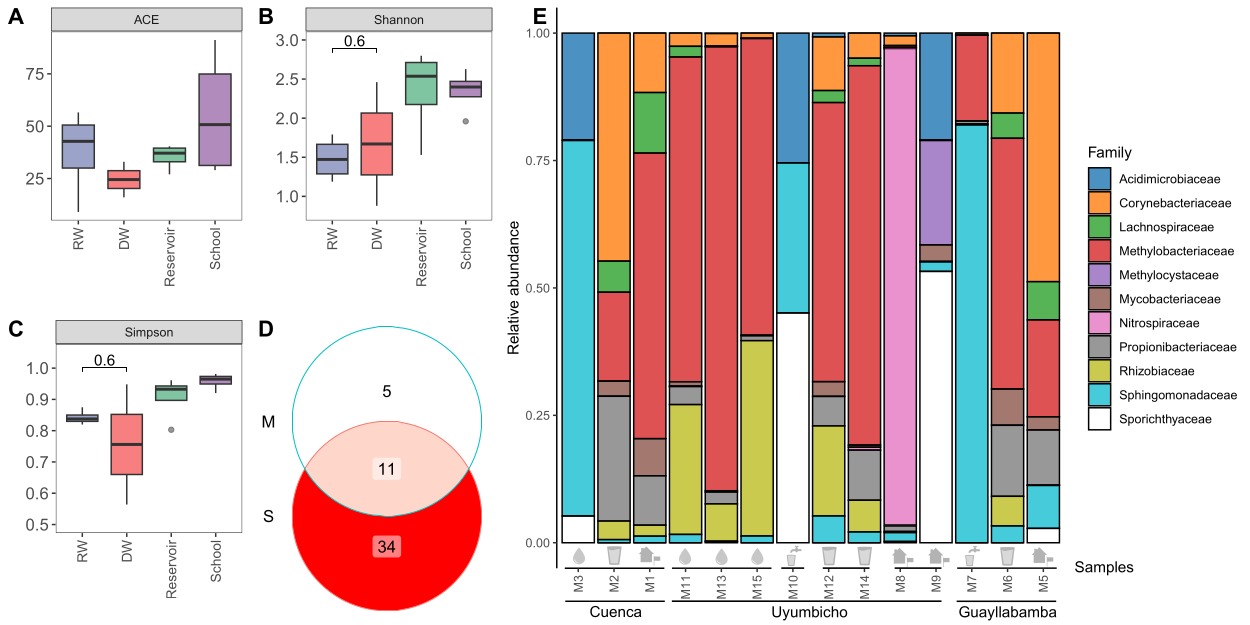 A
ACE
75
50
25
RW
DW
Reservoir
School
B
Shannon
0.6
3.0
2.5
2.0
1.5
1.0
RW
DW
Reservoir
School
C
Simpson
0.6
1.0
0.9
0.8
0.7
0.6
0.5
RW
DW
Reservoir
School
D
M
S
5
11
34
E
Relative abundance
1.00
0.75
0.50
0.25
0.00
M3
M2
M1
M11
M13
M15
M10
M12
M14
M8
M9
M7
M6
M5
Samples
Cuenca
Uyumbicho
Guayllabamba
Family
Acidimicrobiaceae
Corynebacteriaceae
Lachnospiraceae
Methylobacteriaceae
Methylocystaceae
Mycobacteriaceae
Nitrospiraceae
Propionibacteriaceae
Rhizobiaceae
Sphingomonadaceae
Sporichthyaceae